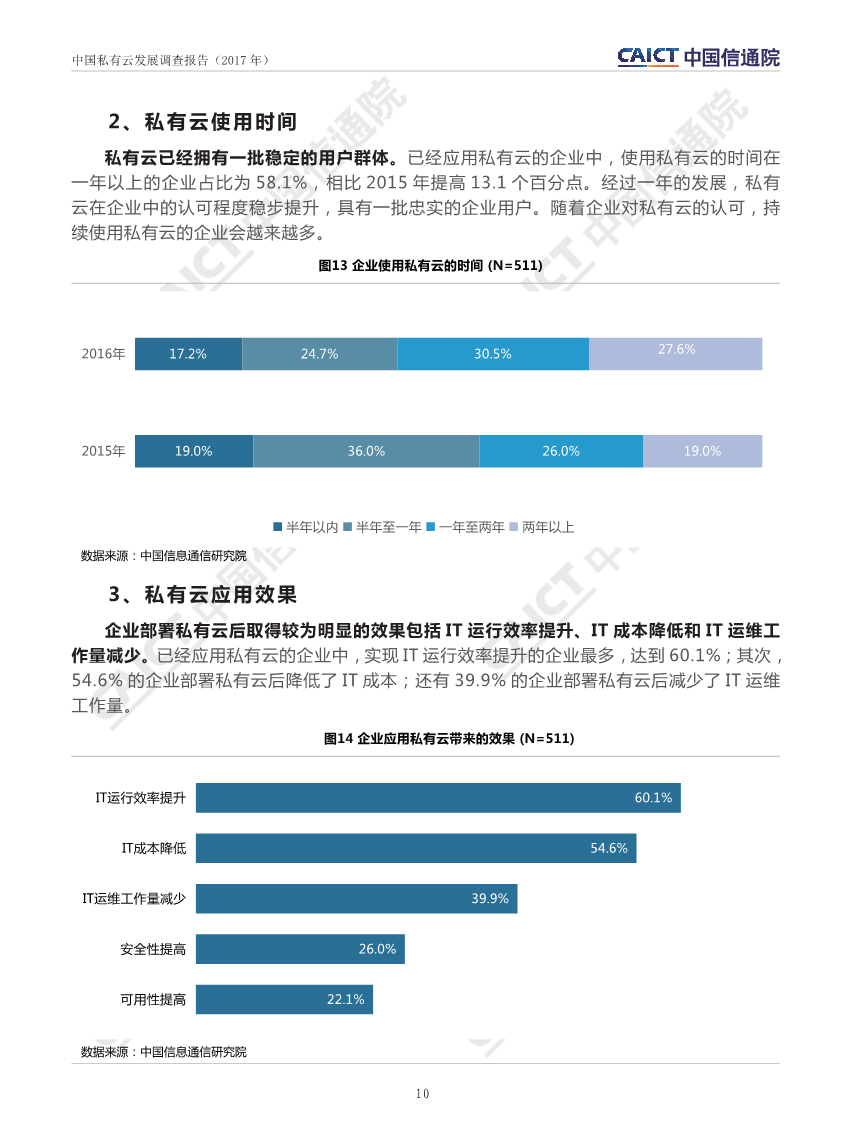 中国私有云发展调查报告（2017 年）
CAICT 中国信通院
2、私有云使用时间
私有云已经拥有一批稳定的用户群体。已经应用私有云的企业中，使用私有云的时间在
一年以上的企业占比为 58.1%，相比 2015 年提高 13.1 个百分点。经过一年的发展，私有
云在企业中的认可程度稳步提升，具有一批忠实的企业用户。随着企业对私有云的认可，持
续使用私有云的企业会越来越多。
图13 企业使用私有云的时间 (N=511)
2016年 17.2% 24.7% 30.5% 27.6%
2015年 19.0% 36.0% 26.0% 19.0%
半年以内 半年至一年 一年至两年 两年以上
数据来源：中国信息通信研究院
3、私有云应用效果
企业部署私有云后取得较为明显的效果包括 IT 运行效率提升、IT 成本降低和 IT 运维工
作量减少。已经应用私有云的企业中，实现 IT 运行效率提升的企业最多，达到 60.1%；其次，
54.6% 的企业部署私有云后降低了 IT 成本；还有 39.9% 的企业部署私有云后减少了 IT 运维
工作量。
图14 企业应用私有云带来的效果 (N=511)
IT运行效率提升 60.1%
IT成本降低 54.6%
IT运维工作量减少 39.9%
安全性提高 26.0%
可用性提高 22.1%
数据来源：中国信息通信研究院
10